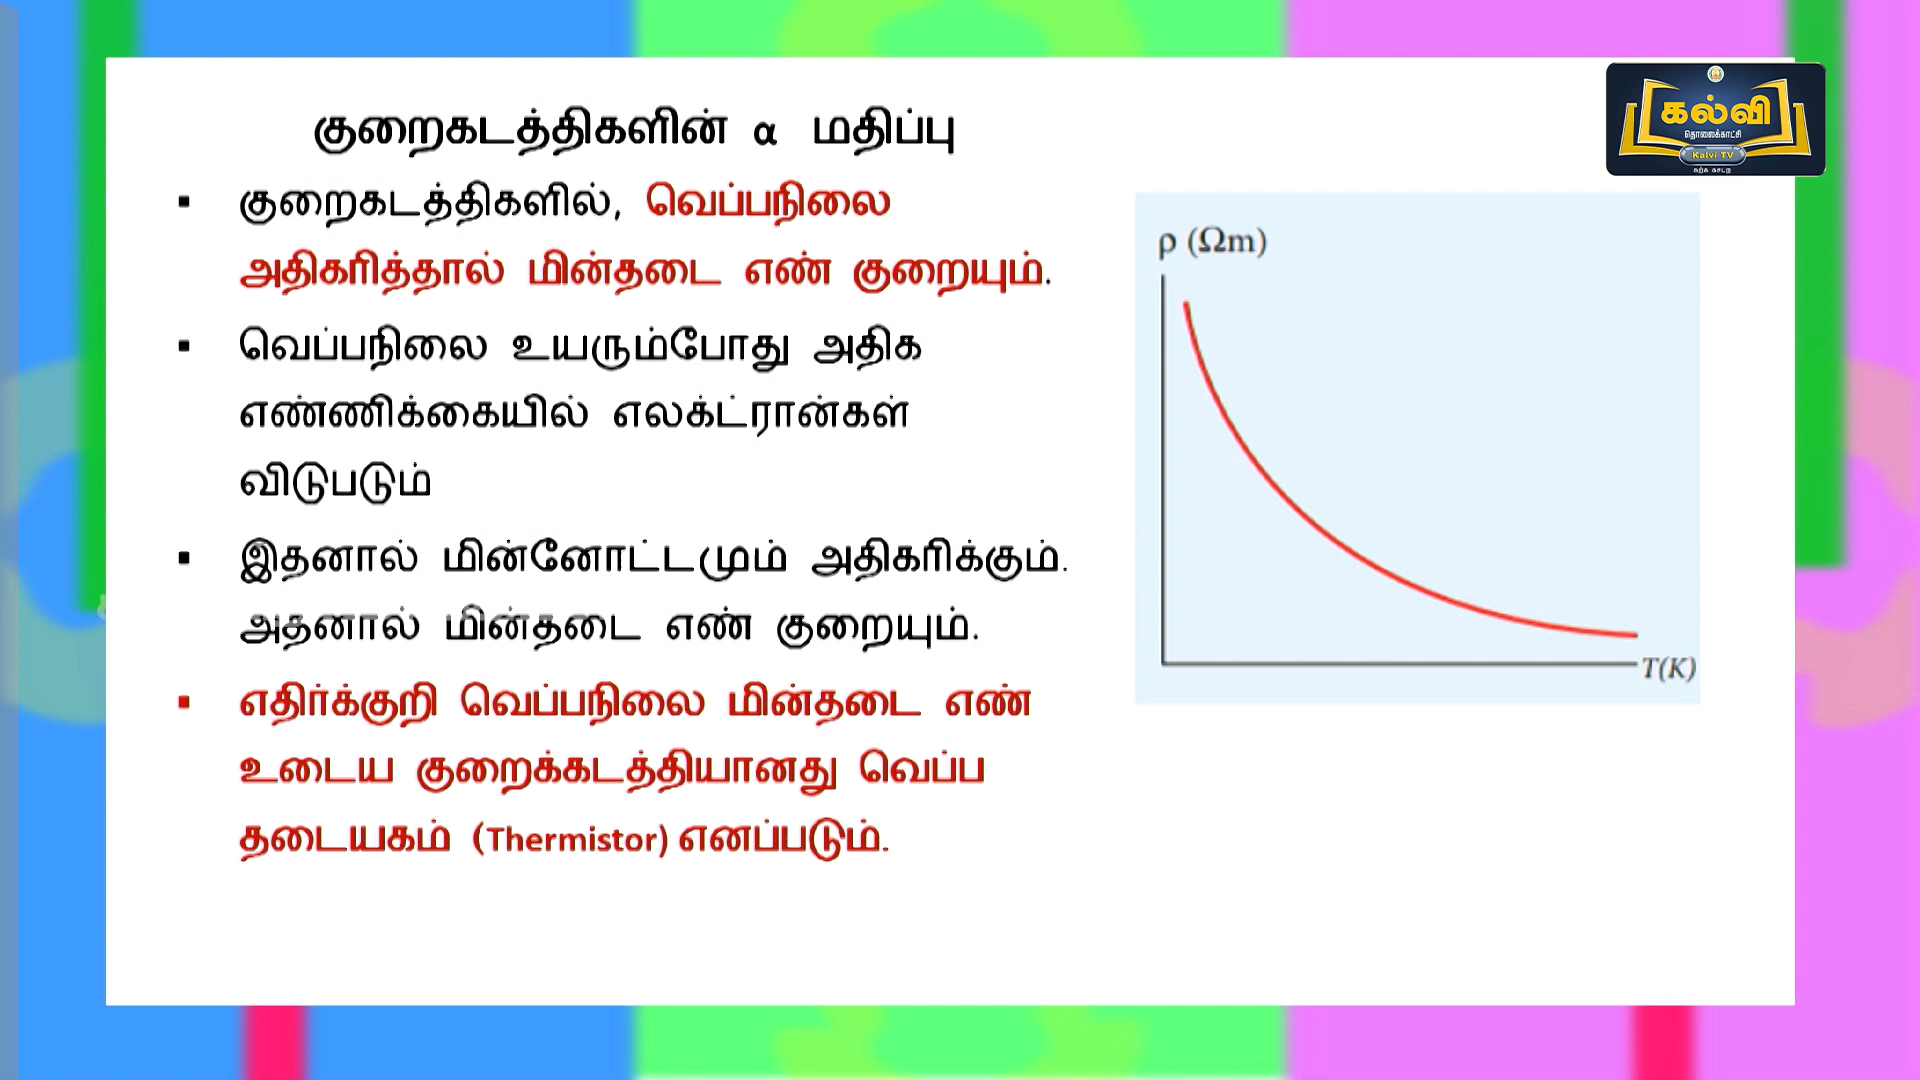 குறைகடத்திகளின் α மதிப்பு
▪ குறைகடத்திகளில், வெப்பநிலை
அதிகரித்தால் மின்தடை எண் குறையும்.
▪ வெப்பநிலை உயரும்போது அதிக
எண்ணிக்கையில் எலக்ட்ரான்கள்
விடுபடும்
▪ இதனால் மின்னோட்டமும் அதிகரிக்கும்.
அதனால் மின்தடை எண் குறையும்.
▪ எதிர்க்குறி வெப்பநிலை மின்தடை எண்
உடைய குறைக்கடத்தியானது வெப்ப
தடையகம் (Thermistor) எனப்படும்.
கல்வி
தொலைக்காட்சி
Kalvi TV
கற்க கசடற
ρ (Ωm)
T(K)